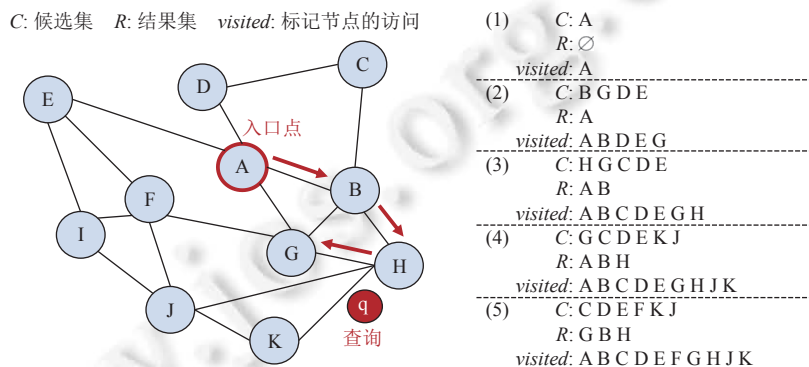 C: 候选集 R: 结果集 visited: 标记节点的访问
E
D
C
入口点
A
B
F
I
G
H
J
q
K
查询
(1) C: A
R: ∅
visited: A
(2) C: B G D E
R: A
visited: A B D E G
(3) C: H G C D E
R: A B
visited: A B C D E G H
(4) C: G C D E K J
R: A B H
visited: A B C D E G H J K
(5) C: C D E F K J
R: G B H
visited: A B C D E F G H J K